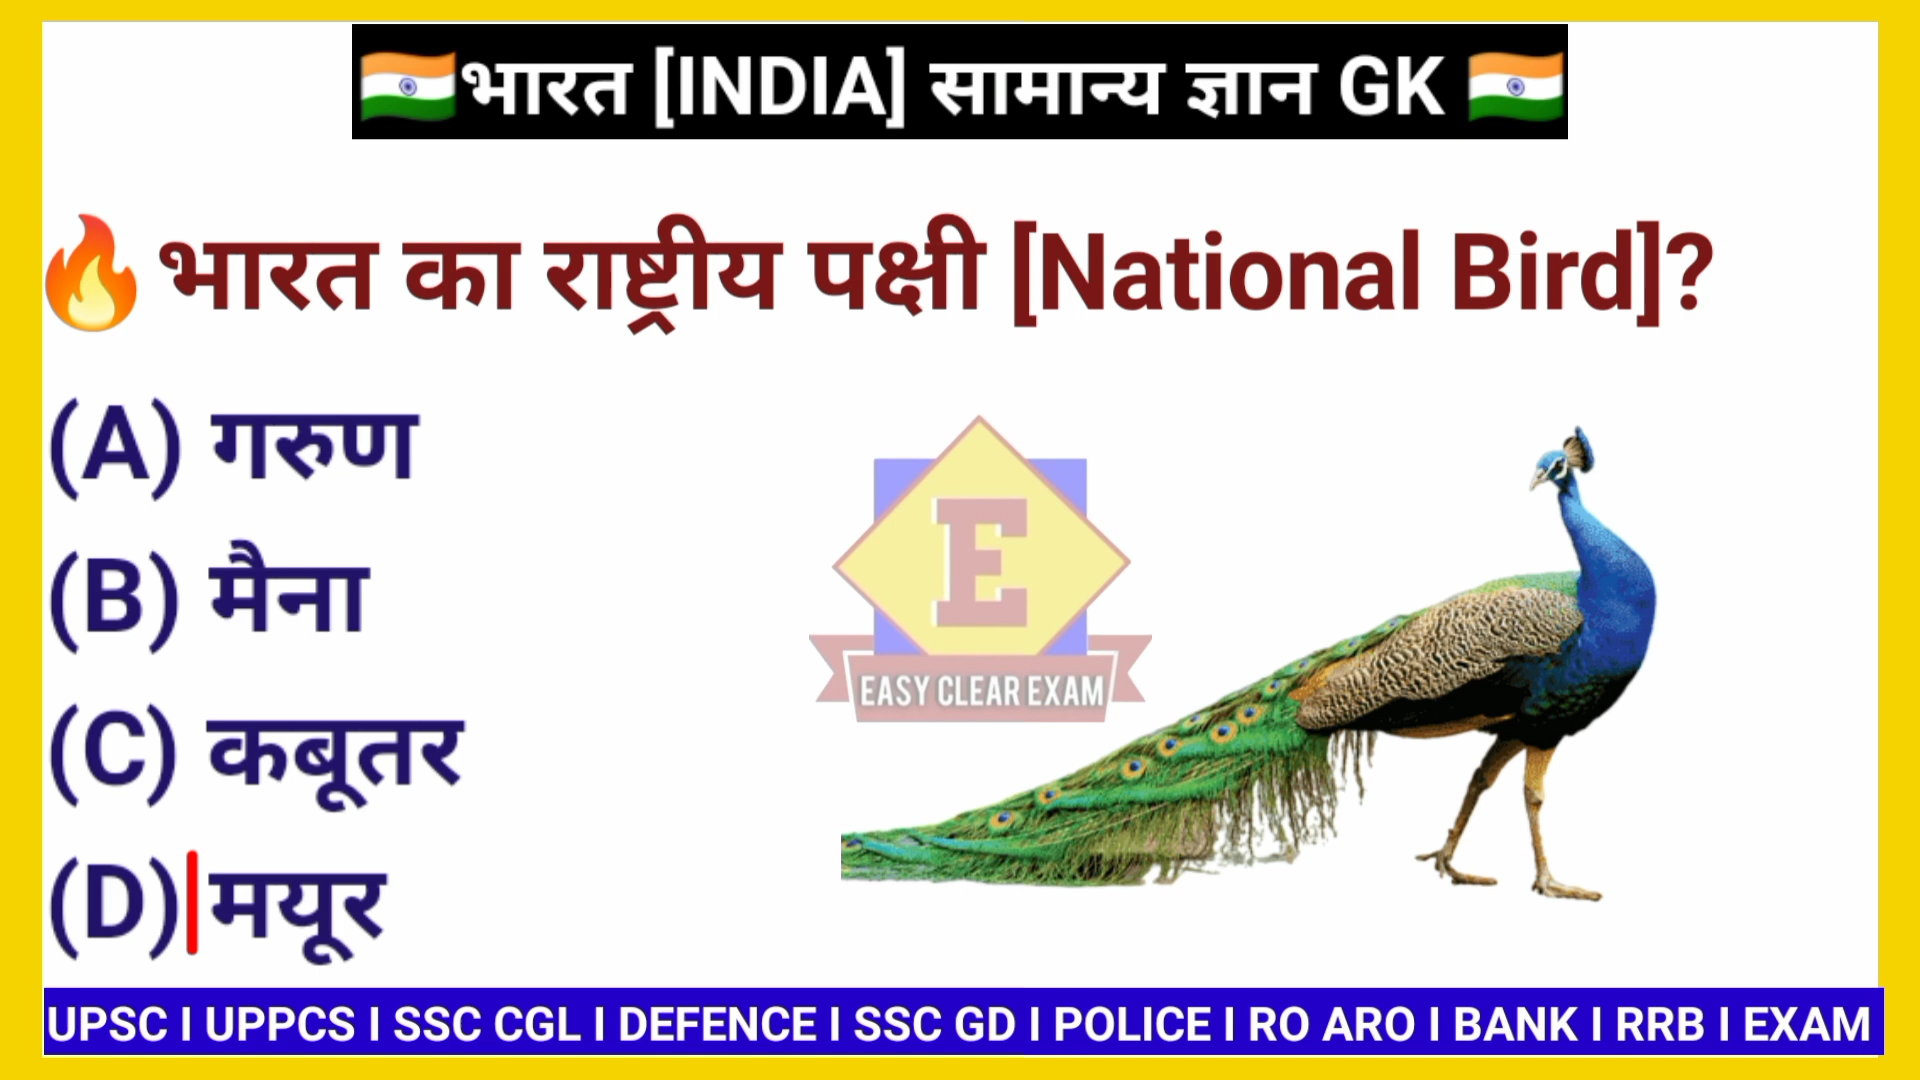 🇮🇳भारत [INDIA] सामान्य ज्ञान GK 🇮🇳
🔥भारत का राष्ट्रीय पक्षी [National Bird]?
(A) गरुण
(B) मैना
(C) कबूतर
(D) मयूर
E
EASY CLEAR EXAM
UPSC I UPPCS I SSC CGL I DEFENCE I SSC GD I POLICE I RO ARO I BANK I RRB I EXAM